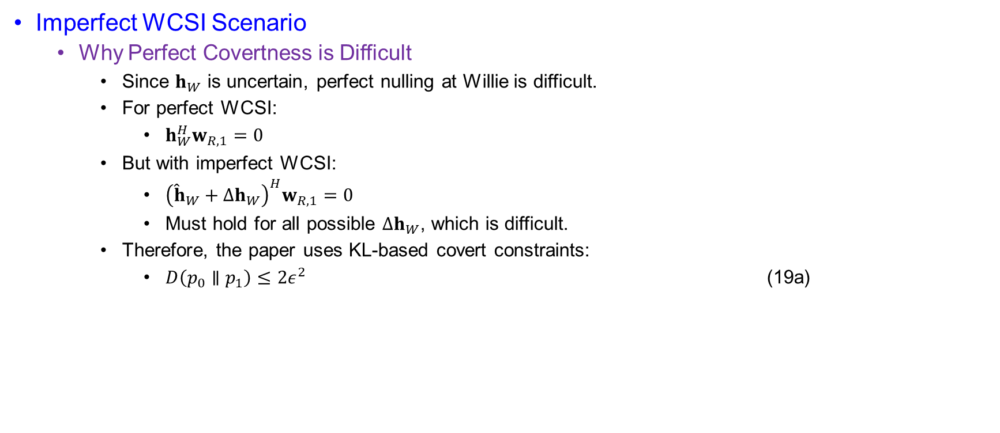 • Imperfect WCSI Scenario
• Why Perfect Covertness is Difficult
• Since 𝐡_𝑊 is uncertain, perfect nulling at Willie is difficult.
• For perfect WCSI:
• 𝐡_𝑊^𝐻 𝐰_{𝑅,1} = 0
• But with imperfect WCSI:
• (𝐡̂_𝑊 + Δ𝐡_𝑊)^𝐻 𝐰_{𝑅,1} = 0
• Must hold for all possible Δ𝐡_𝑊, which is difficult.
• Therefore, the paper uses KL-based covert constraints:
• 𝐷(𝑝_0 ∥ 𝑝_1) ≤ 2𝜖^2 (19a)